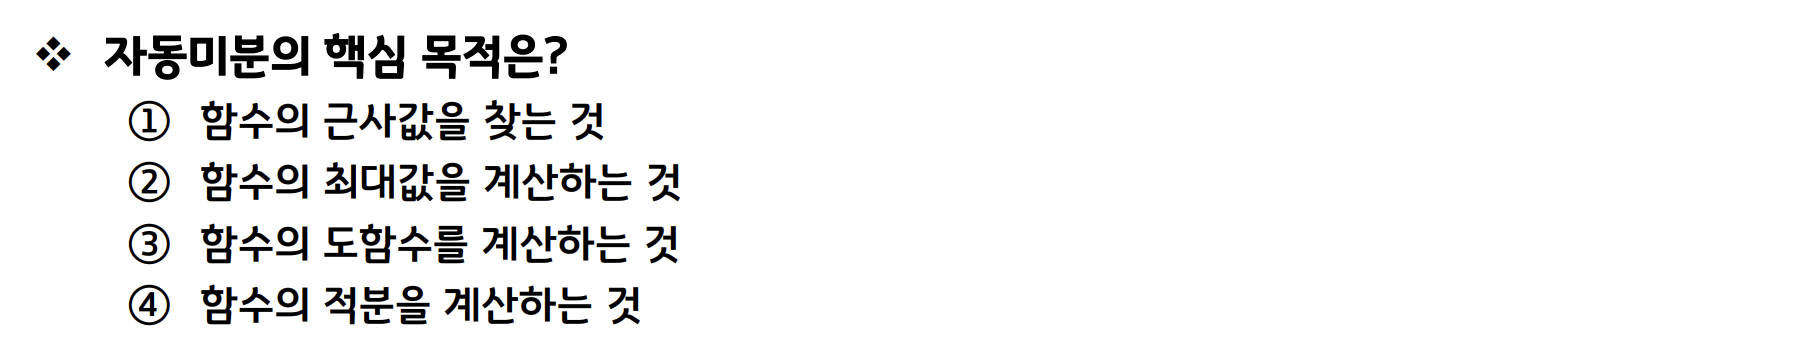 ❖ 자동미분의 핵심 목적은?
① 함수의 근사값을 찾는 것
② 함수의 최대값을 계산하는 것
③ 함수의 도함수를 계산하는 것
④ 함수의 적분을 계산하는 것